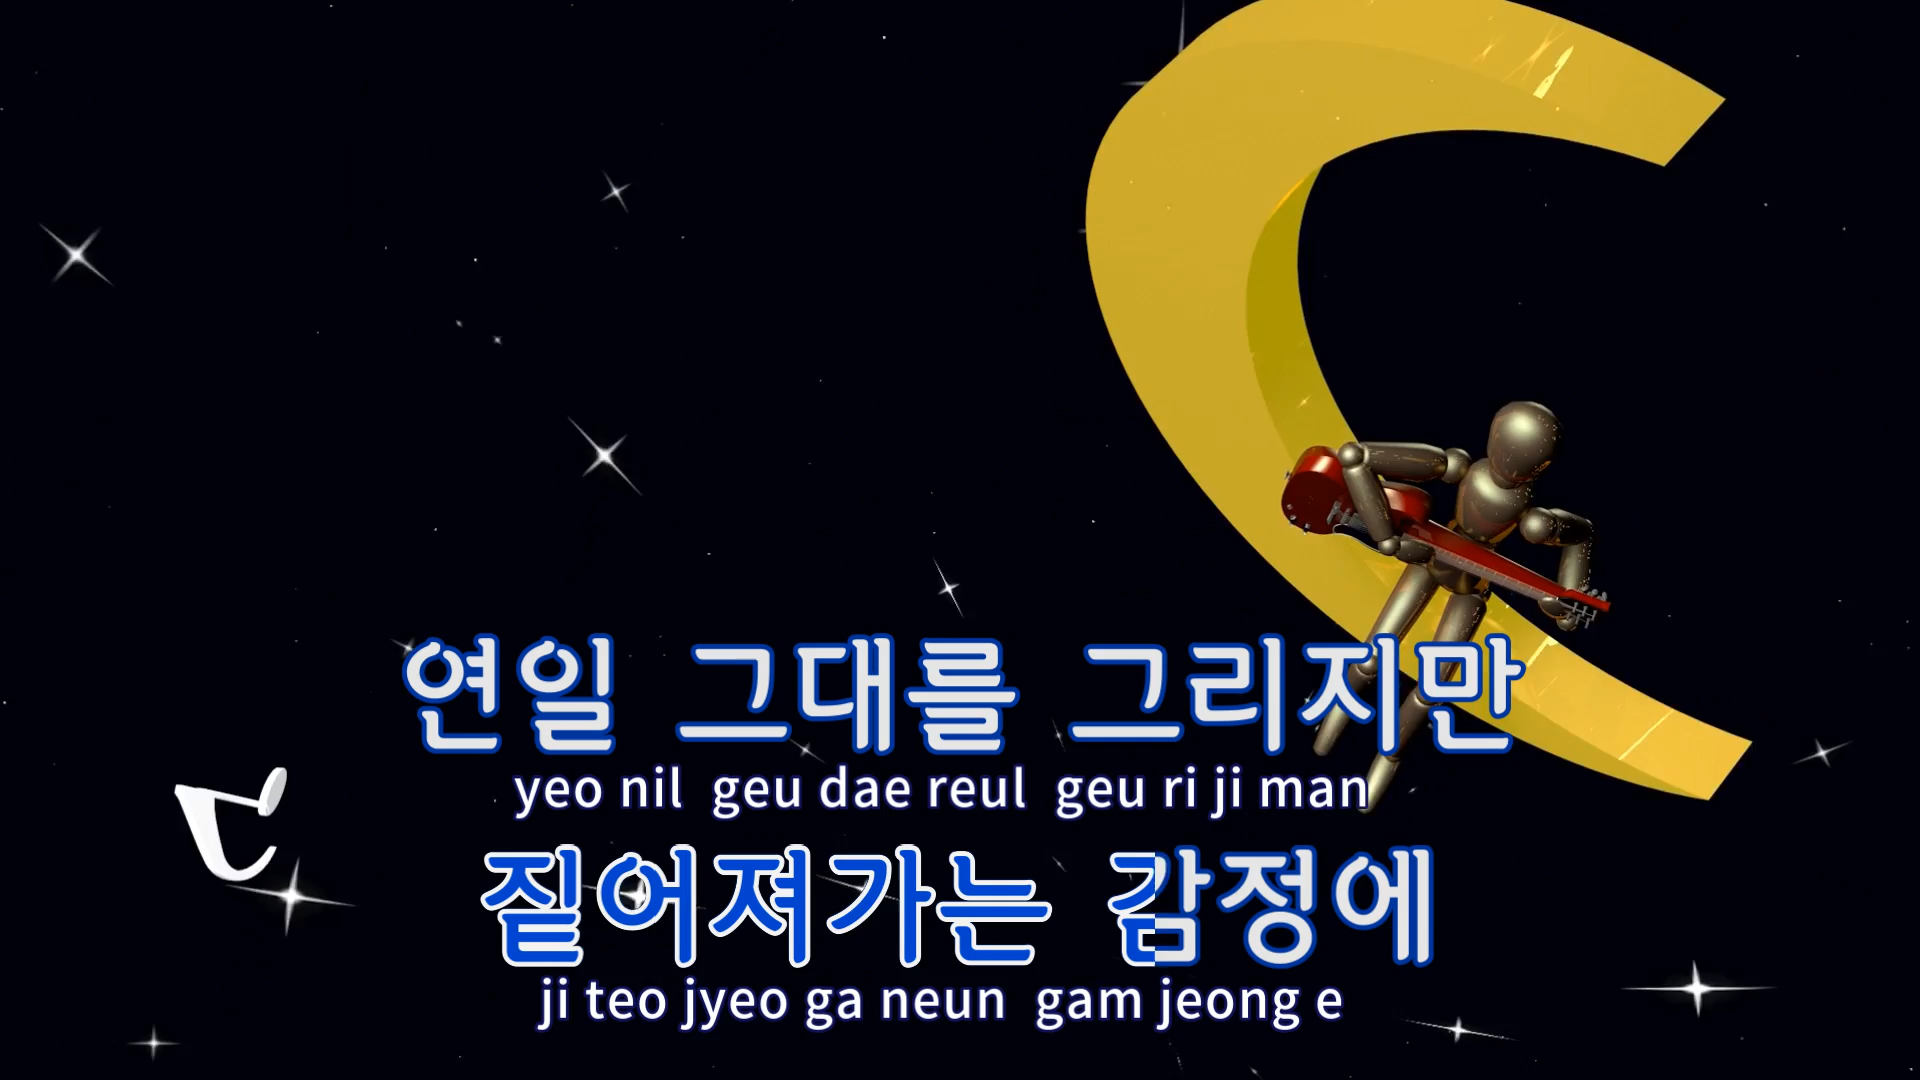 연일 그대를 그리지만
yeo nil geu dae reul geu ri ji man
짙어져가는 감정에
ji teo jyeo ga neun gam jeong e